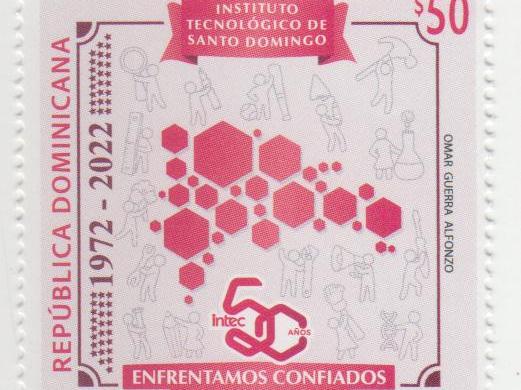 INSTITUTO
TECNOLÓGICO DE
SANTO DOMINGO
$50
REPÚBLICA DOMINICANA
1972 - 2022
OMAR GUERRA ALFONZO
50
intec
AÑOS
ENFRENTAMOS CONFIADOS